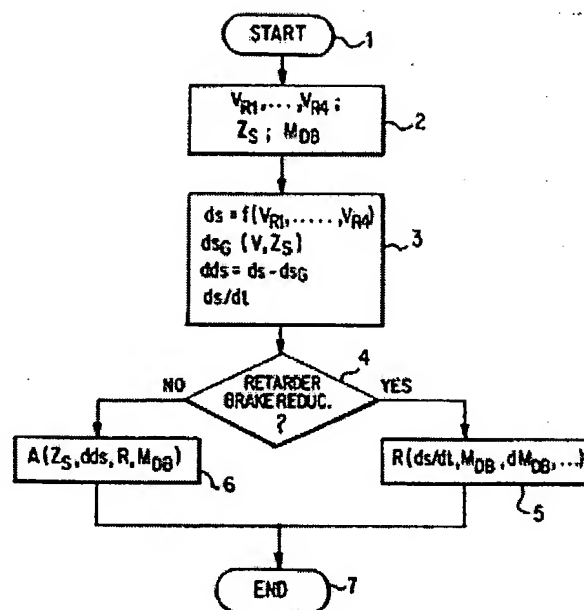 START
1
V_R1,...,V_R4;
Z_S; M_DB
2
ds = f(V_R1,.....,V_R4)
ds_G (V,Z_S)
dds = ds-ds_G
ds/dt
3
4
NO
RETARDER
BRAKE REDUC.
?
YES
A(Z_S,dds,R,M_DB)
6
R(ds/dt,M_DB,dM_DB,...)
5
END
7